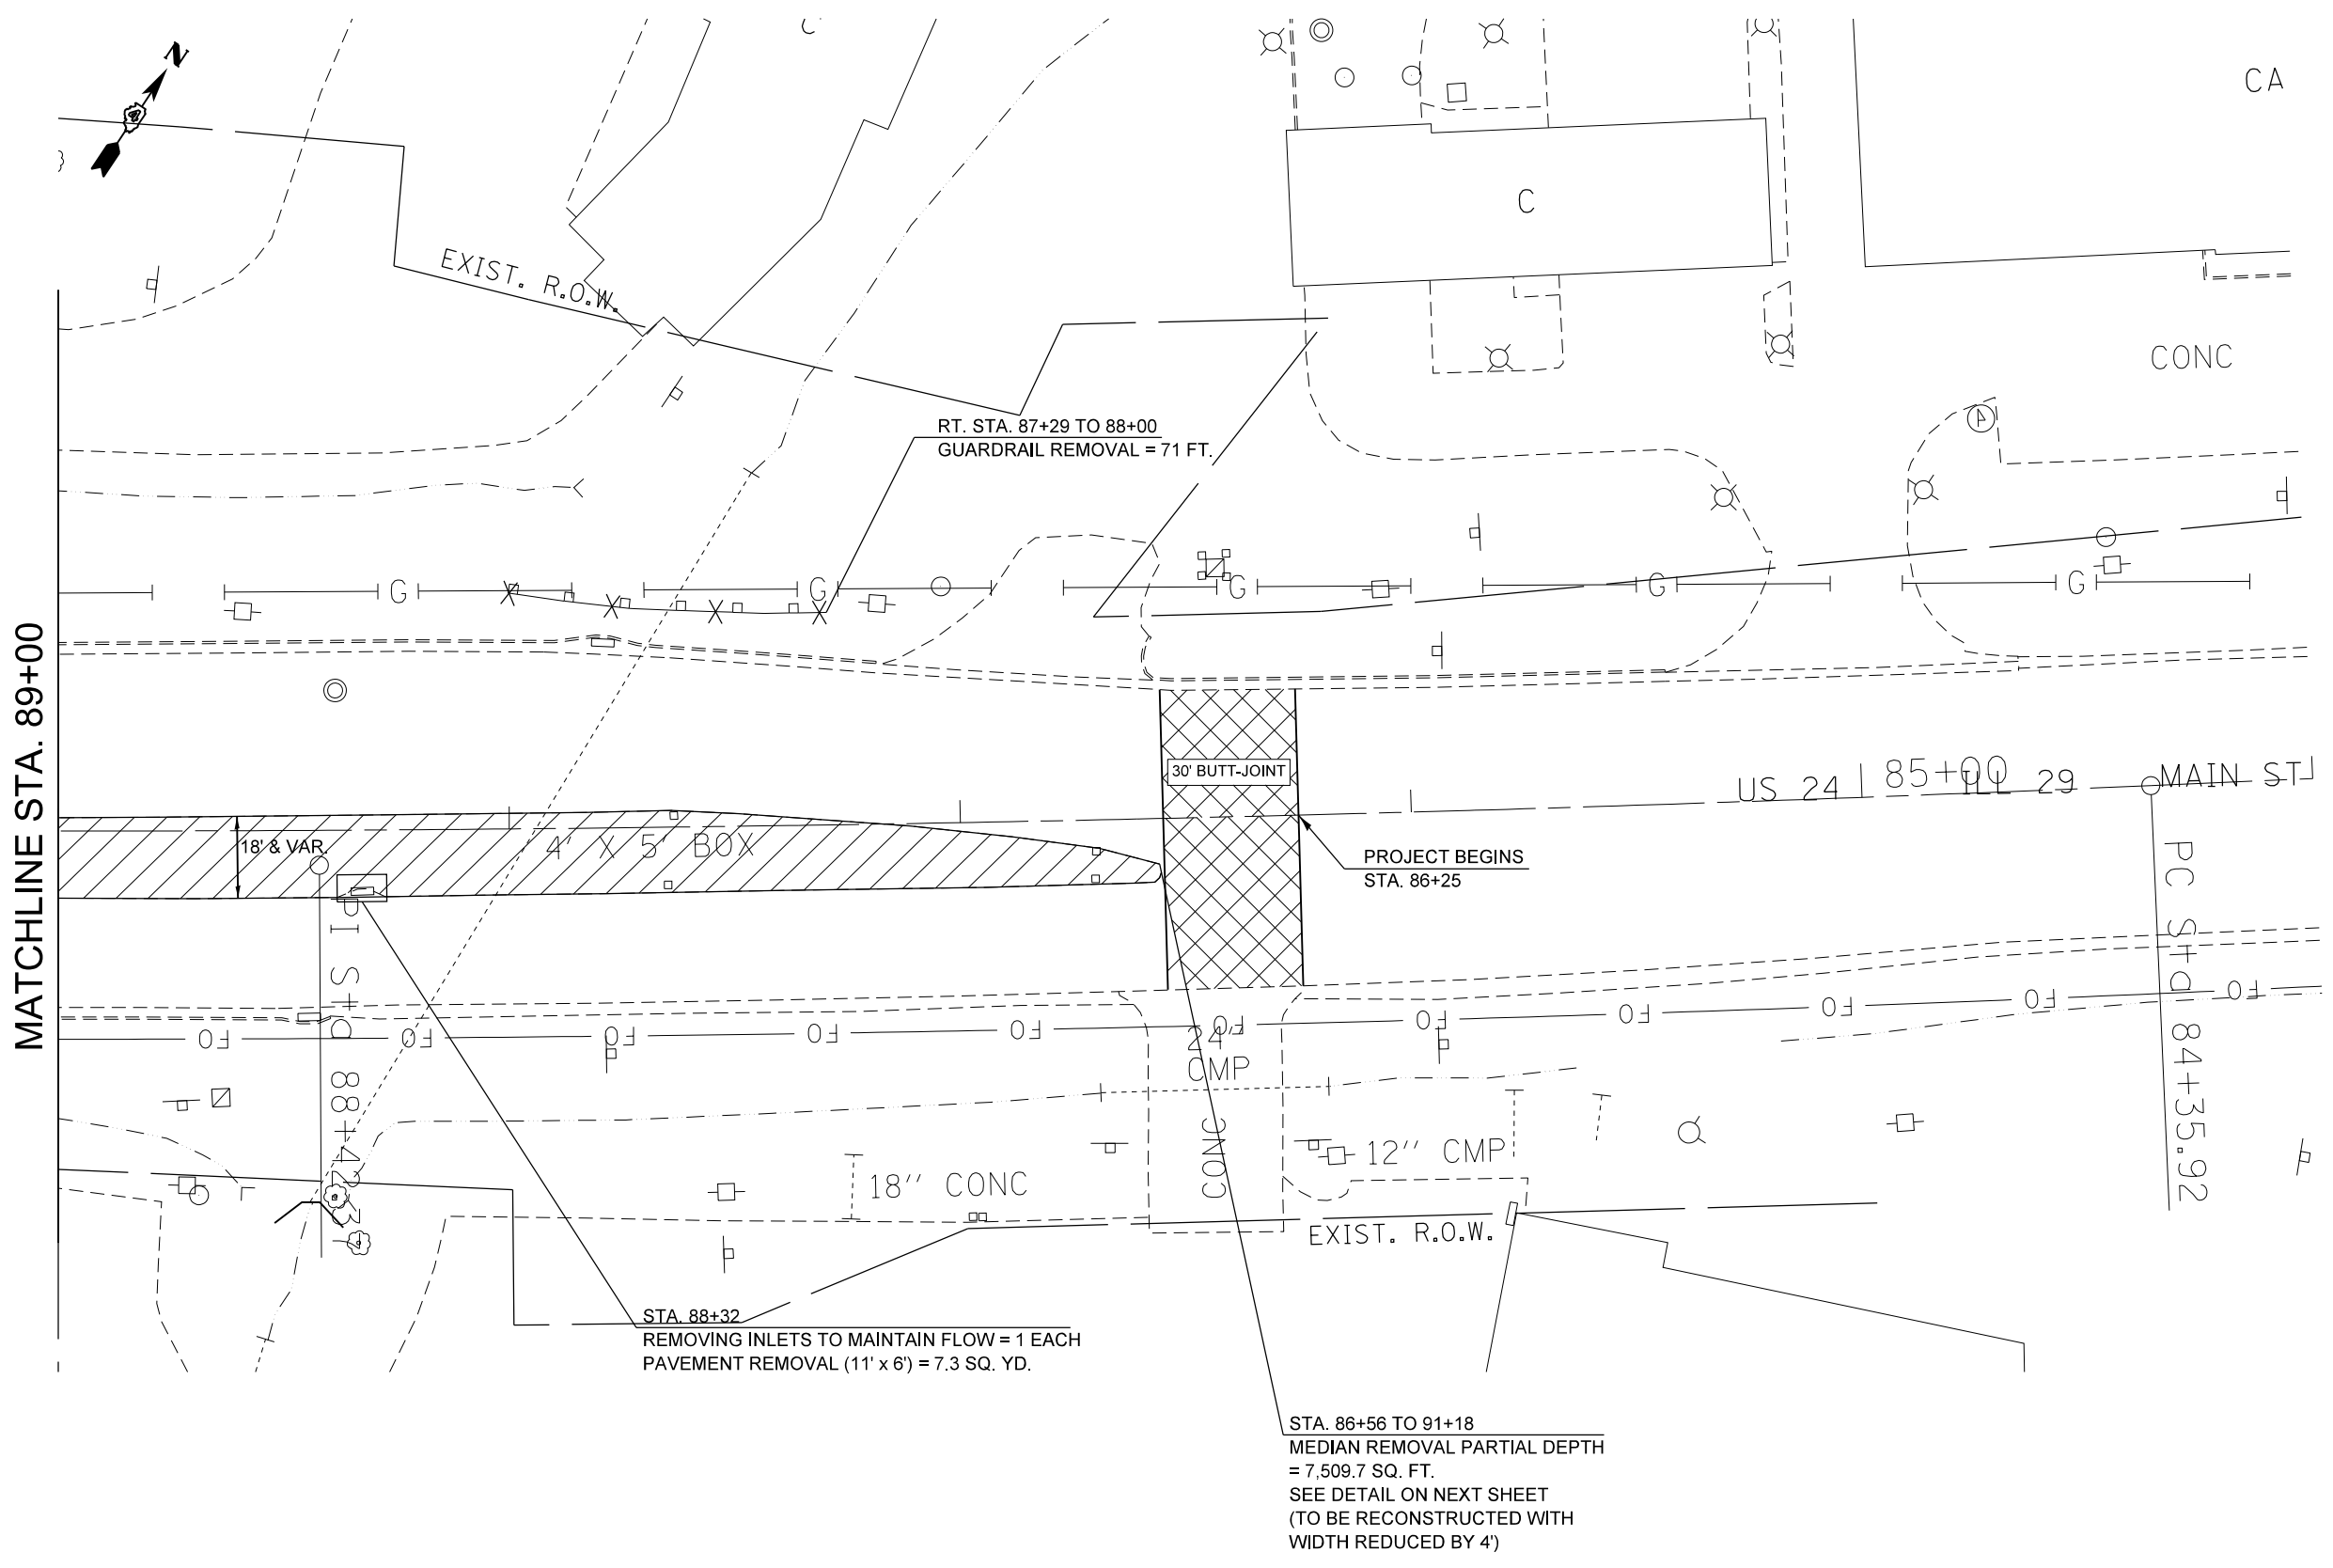 N
C
CA
C
EXIST. R.O.W.
CONC
RT. STA. 87+29 TO 88+00
GUARDRAIL REMOVAL = 71 FT.
G
G
G
G
G
MATCHLINE STA. 89+00
30' BUTT-JOINT
US 24
85+00
ILL 29
MAIN ST
18' & VAR.
4' X 5' BOX
PROJECT BEGINS
STA. 86+25
PC Sta 84+35.92
FO
FO
FO
FO
FO
FO
FO
FO
FO
FO
FO
24"
CMP
CONC
12" CMP
18" CONC
EXIST. R.O.W.
STA. 88+32
REMOVING INLETS TO MAINTAIN FLOW = 1 EACH
PAVEMENT REMOVAL (11' x 6') = 7.3 SQ. YD.
STA. 86+56 TO 91+18
MEDIAN REMOVAL PARTIAL DEPTH
= 7,509.7 SQ. FT.
SEE DETAIL ON NEXT SHEET
(TO BE RECONSTRUCTED WITH
WIDTH REDUCED BY 4')